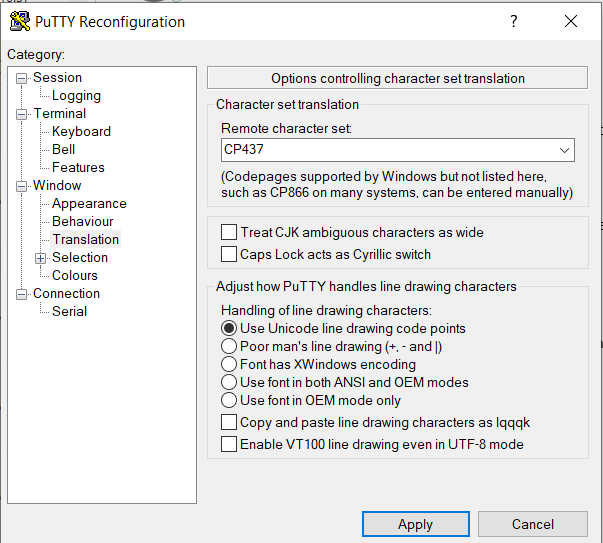 PuTTY Reconfiguration
?
Category:
Session
Logging
Terminal
Keyboard
Bell
Features
Window
Appearance
Behaviour
Translation
Selection
Colours
Connection
Serial
Options controlling character set translation
Character set translation
Remote character set:
CP437
(Codepages supported by Windows but not listed here,
such as CP866 on many systems, can be entered manually)
Treat CJK ambiguous characters as wide
Caps Lock acts as Cyrillic switch
Adjust how PuTTY handles line drawing characters
Handling of line drawing characters:
Use Unicode line drawing code points
Poor man's line drawing (+, - and |)
Font has XWindows encoding
Use font in both ANSI and OEM modes
Use font in OEM mode only
Copy and paste line drawing characters as lqqqk
Enable VT100 line drawing even in UTF-8 mode
Apply
Cancel